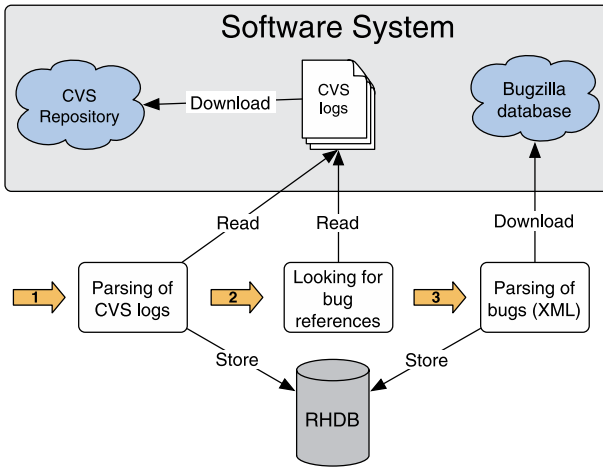 Software System
CVS
Repository
Download
CVS
logs
Bugzilla
database
Read
Read
Download
1
Parsing of
CVS logs
2
Looking for
bug
references
3
Parsing of
bugs (XML)
Store
Store
RHDB